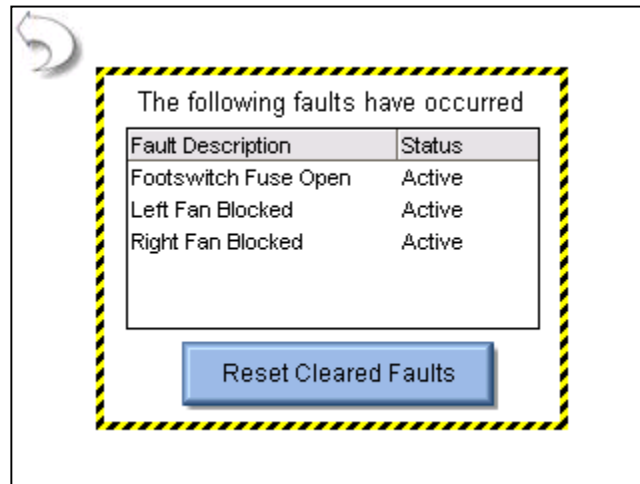 The following faults have occurred
Fault Description Status
Footswitch Fuse Open Active
Left Fan Blocked Active
Right Fan Blocked Active
Reset Cleared Faults